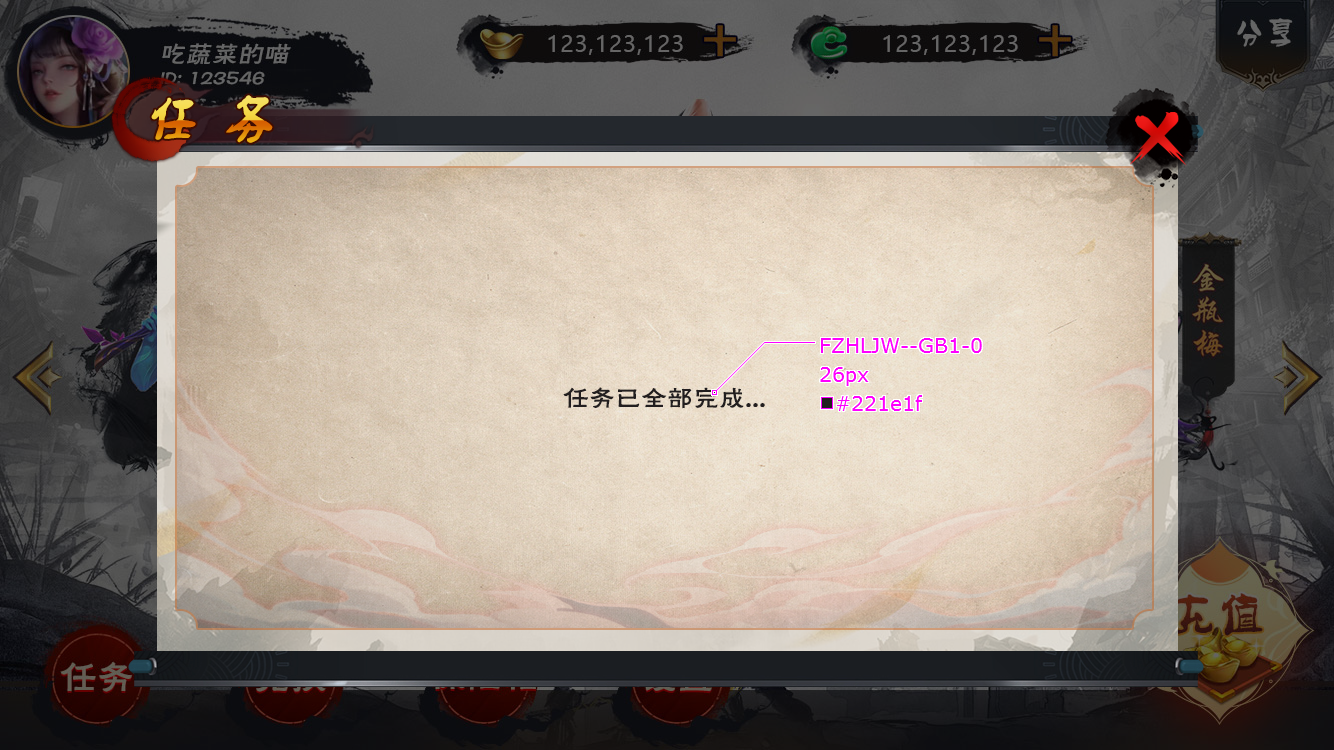 吃蔬菜的喵
ID: 123546
123,123,123
123,123,123
分享
任务
金瓶梅
FZHLJW--GB1-0
26px
#221e1f
任务已全部完成...
充值
任务